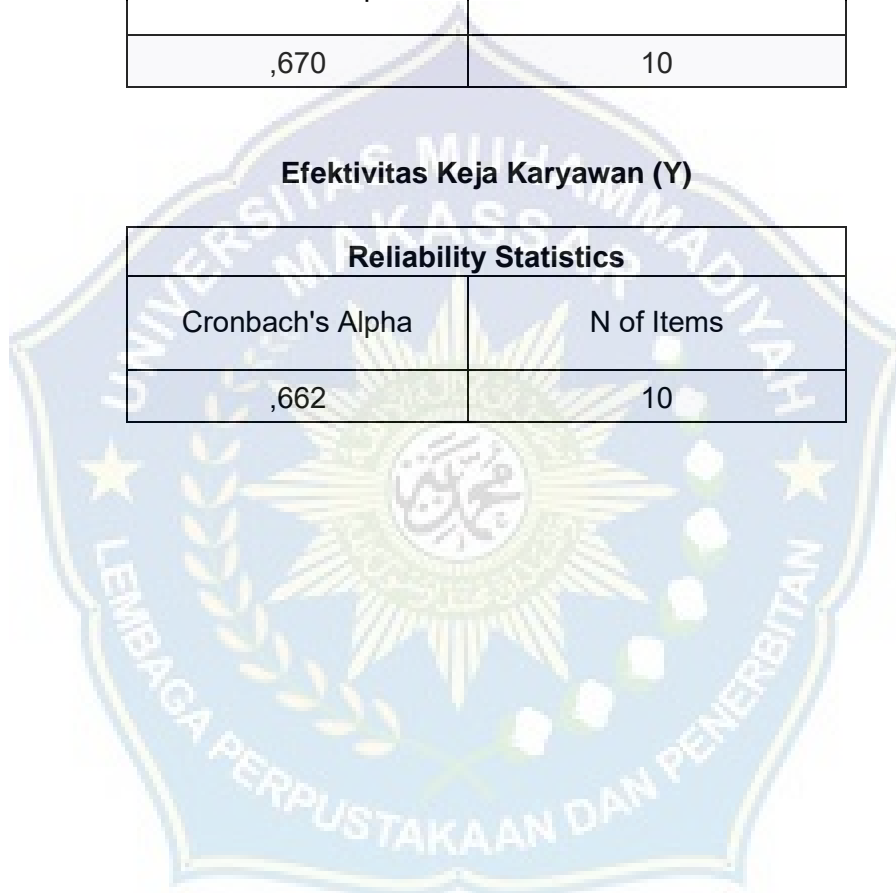 ,670 10
Efektivitas Keja Karyawan (Y)
Reliability Statistics
Cronbach's Alpha N of Items
,662 10
UNIVERSITAS MUHAMMADIYAH
MAKASSAR
LEMBAGA PERPUSTAKAAN DAN PENERBITAN